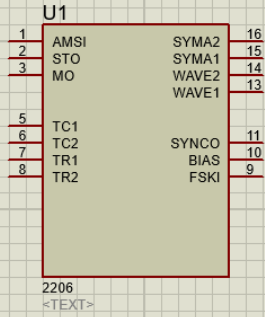 U1
1 AMSI SYMA2 16
2 STO SYMA1 15
3 MO WAVE2 14
WAVE1 13
5 TC1
6 TC2 SYNCO 11
7 TR1 BIAS 10
8 TR2 FSKI 9
2206
<TEXT>